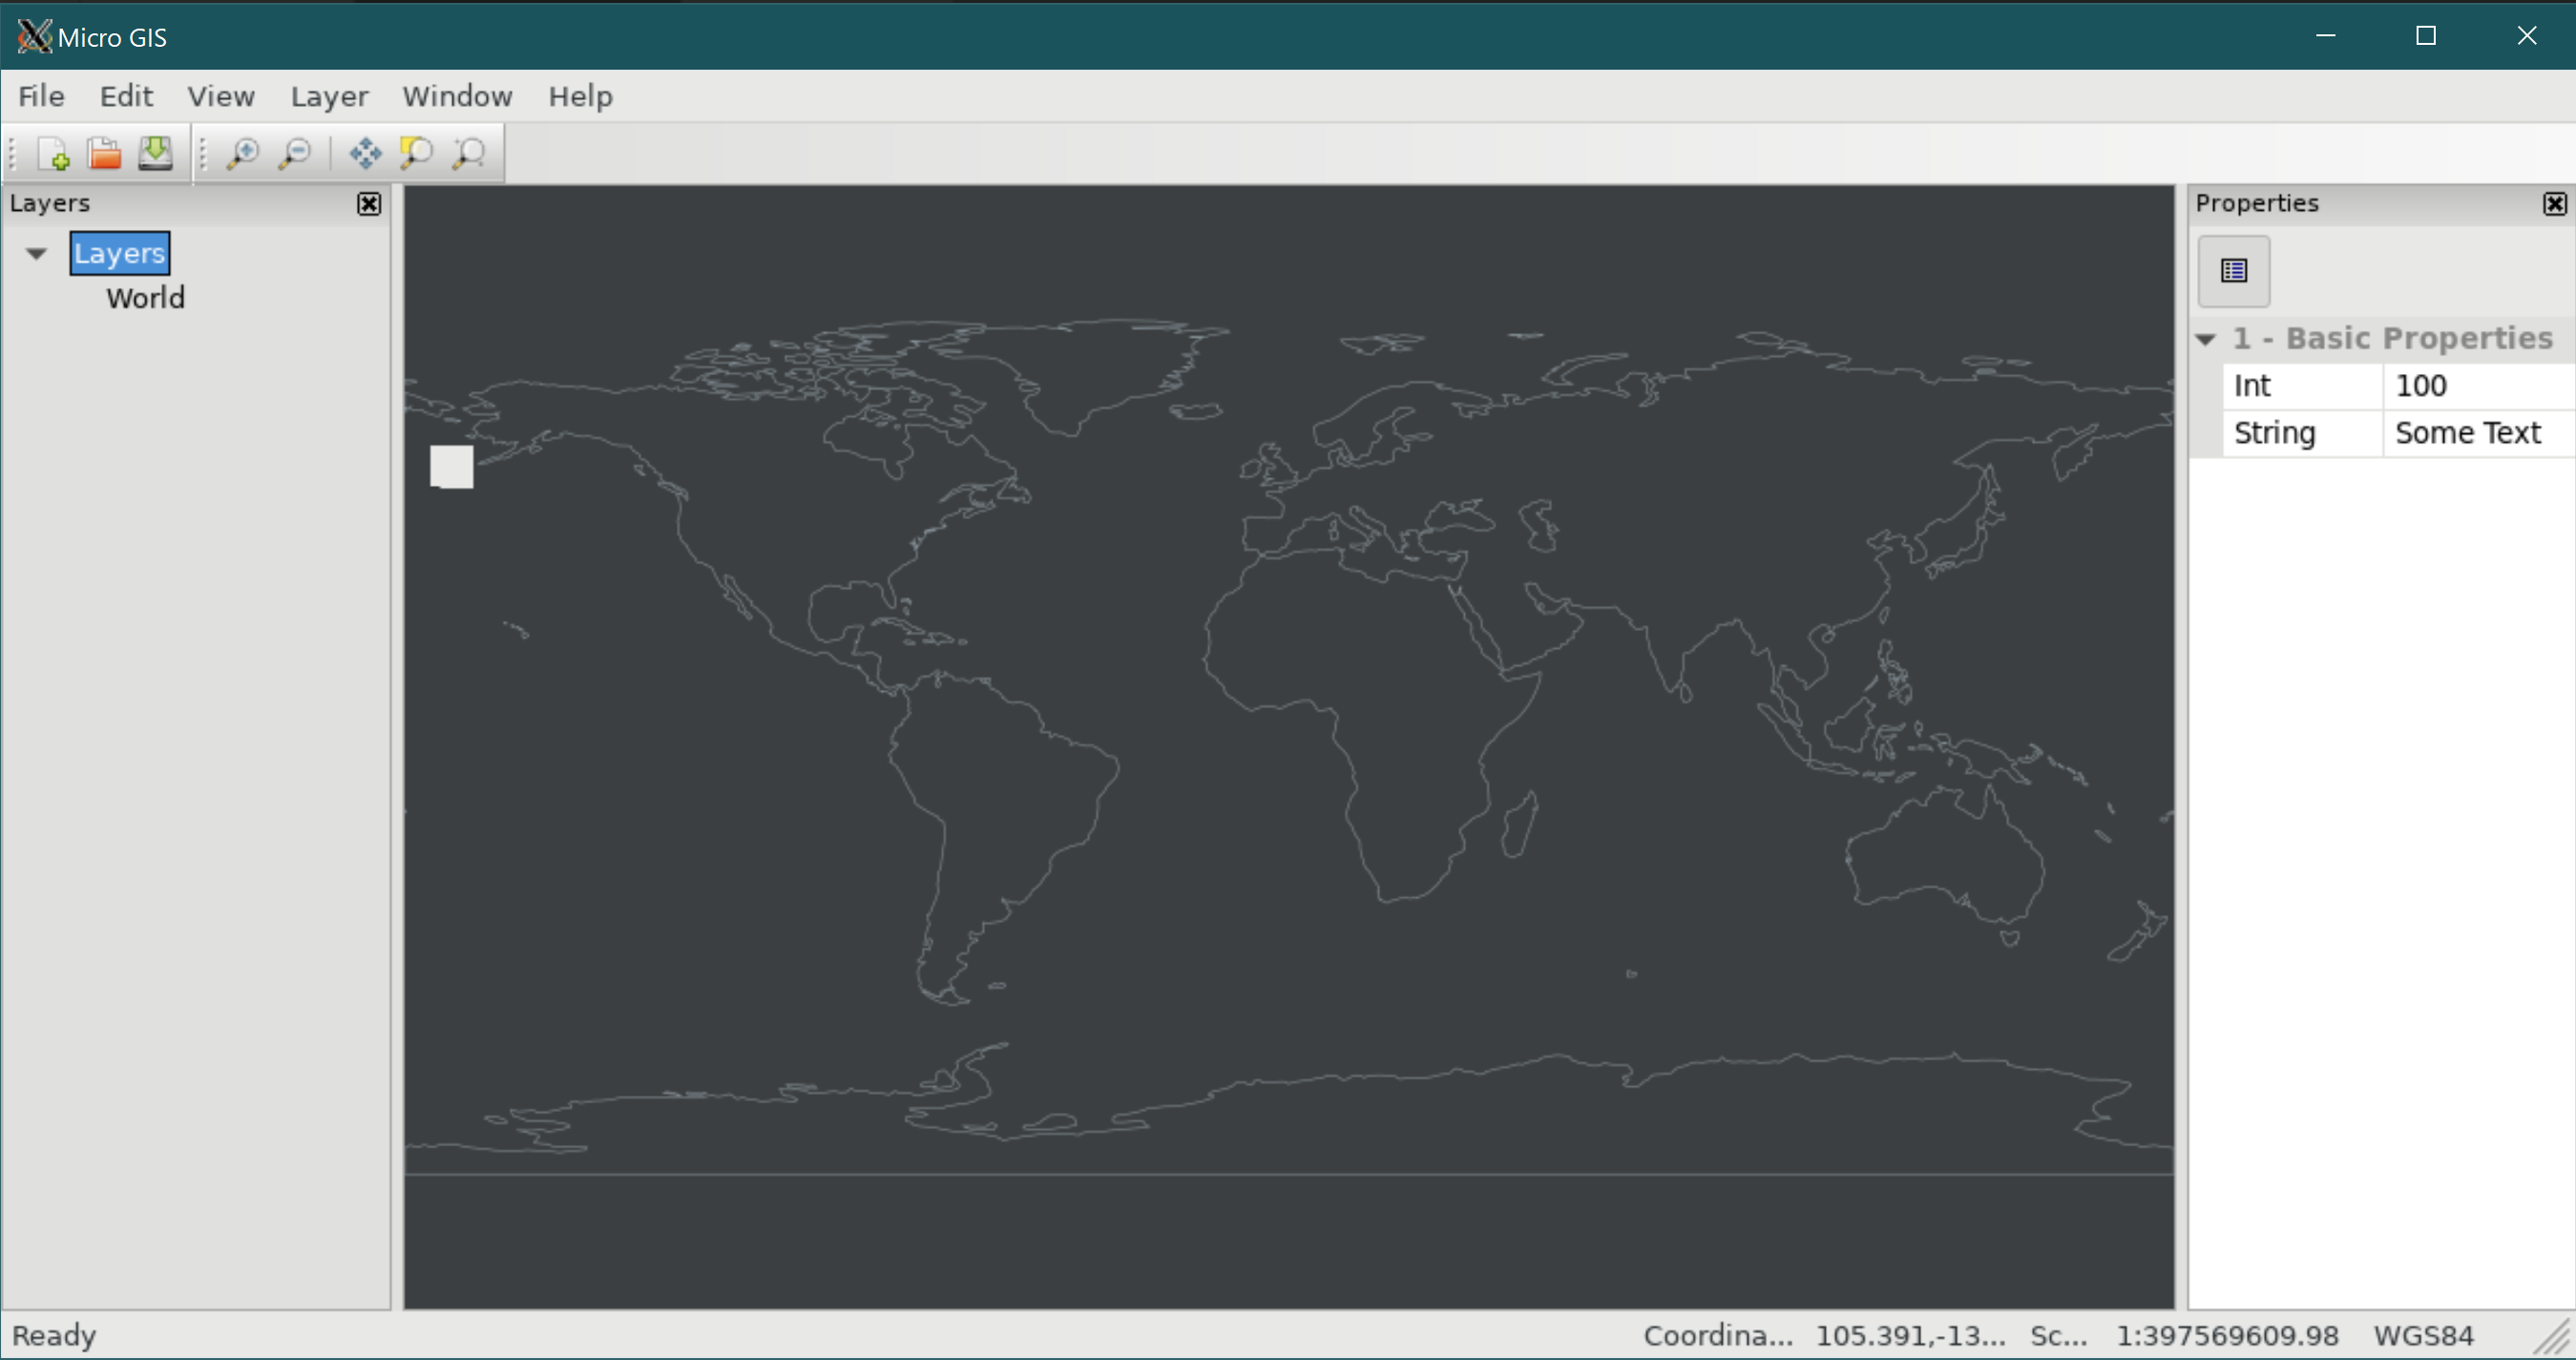 Micro GIS
File Edit View Layer Window Help
Layers
Layers
World
Properties
1 - Basic Properties
Int 100
String Some Text
Ready Coordina... 105.391,-13... Sc... 1:397569609.98 WGS84